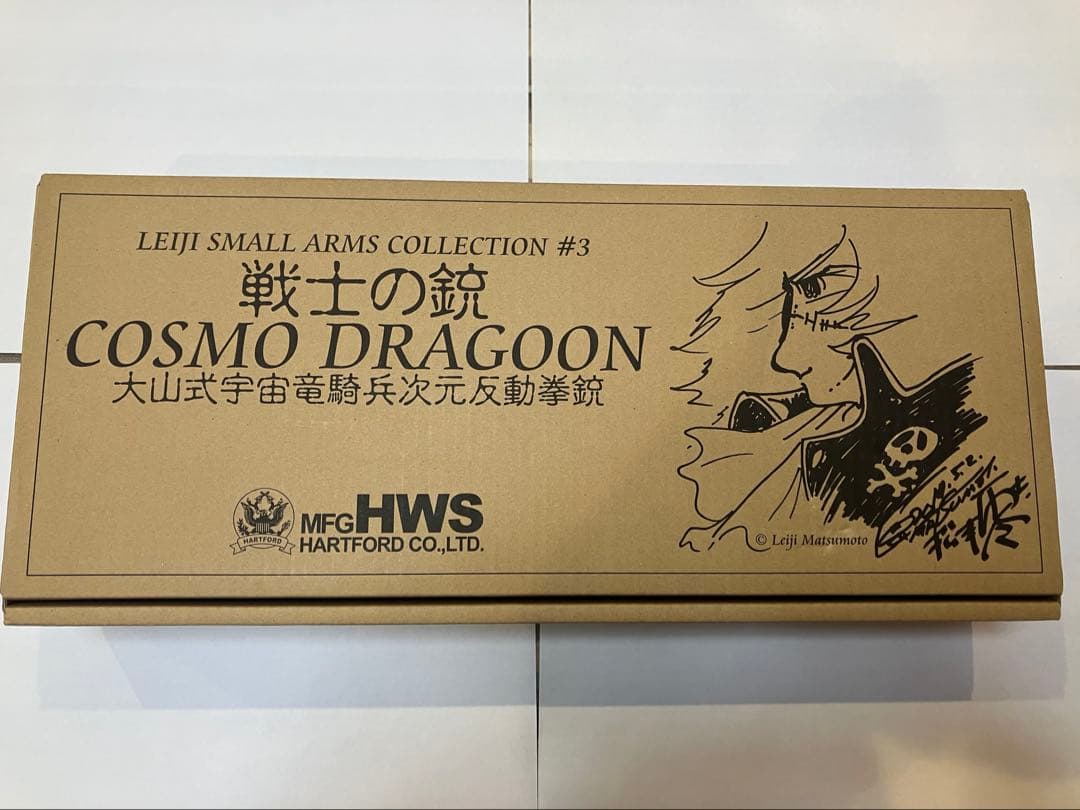 LEIJI SMALL ARMS COLLECTION #3
戦士の銃
COSMO DRAGOON
大山式宇宙竜騎兵次元反動拳銃
HARTFORD
MFG HWS
HARTFORD CO.,LTD.
© Leiji Matsumoto